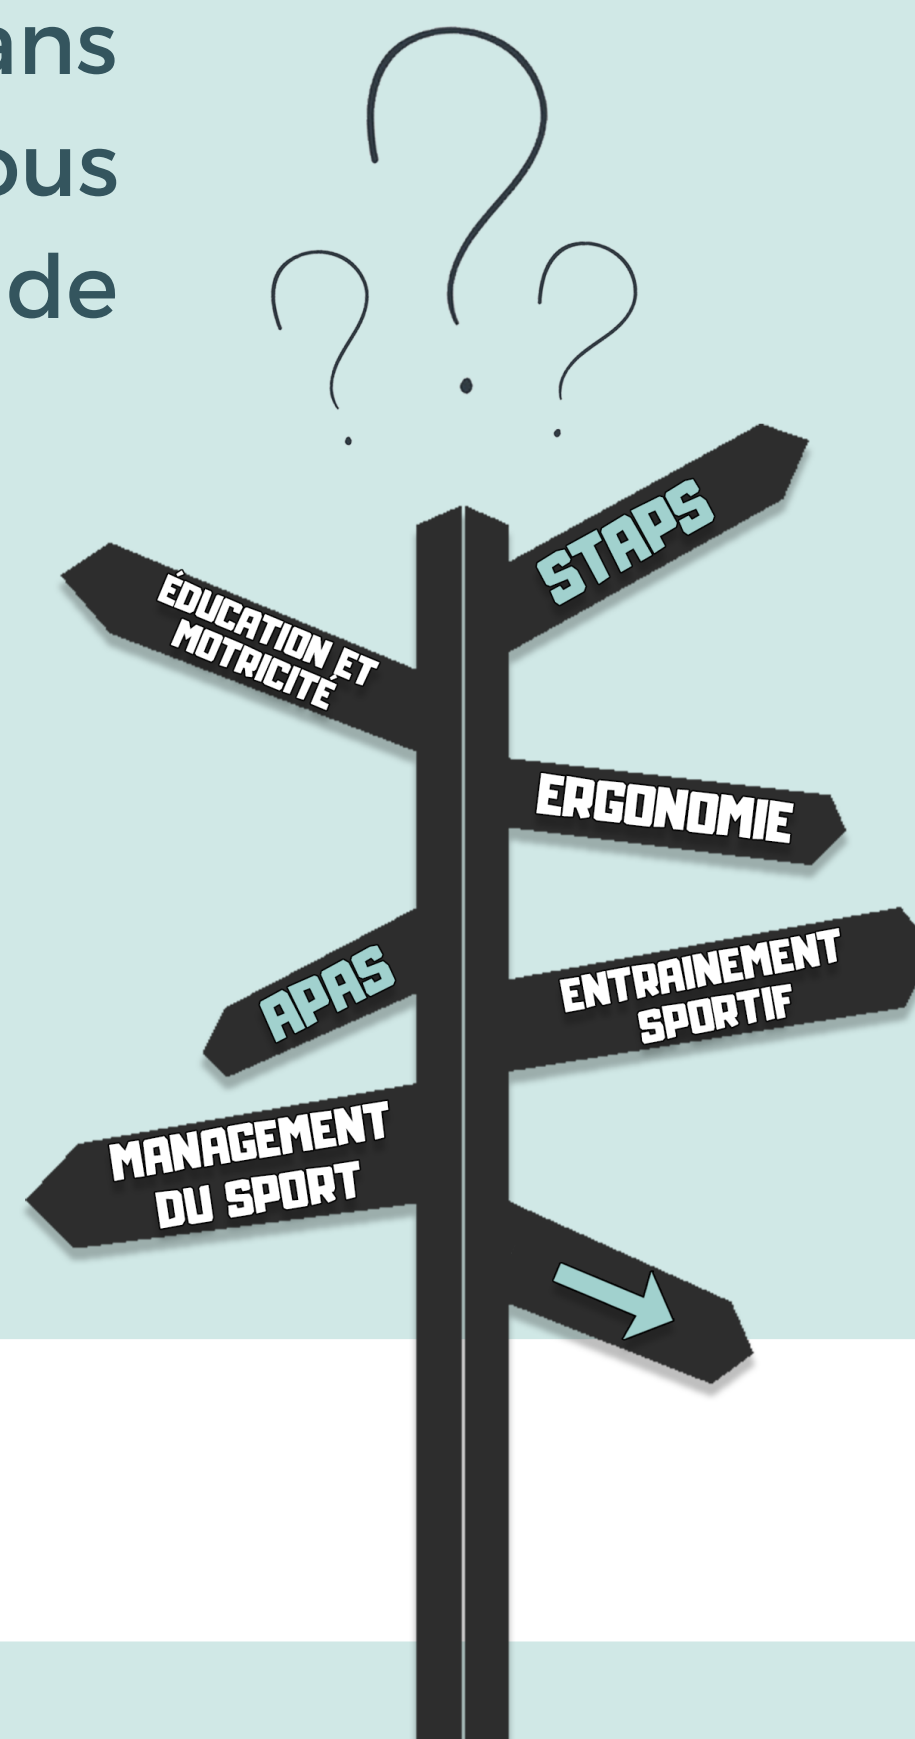 ans
ous
de
STAPS
ÉDUCATION ET
MOTRICITÉ
ERGONOMIE
APAS
ENTRAINEMENT
SPORTIF
MANAGEMENT
DU SPORT